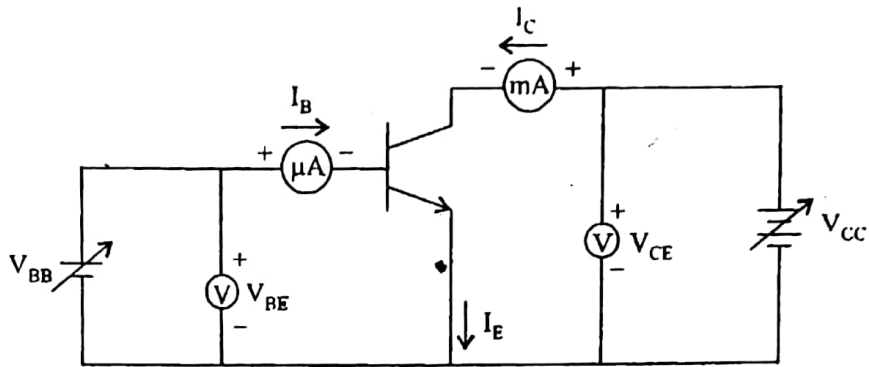 I_C
− mA +
I_B
+ μA −
V_BB
+
V V_BE
−
I_E
+
V V_CE
−
V_CC